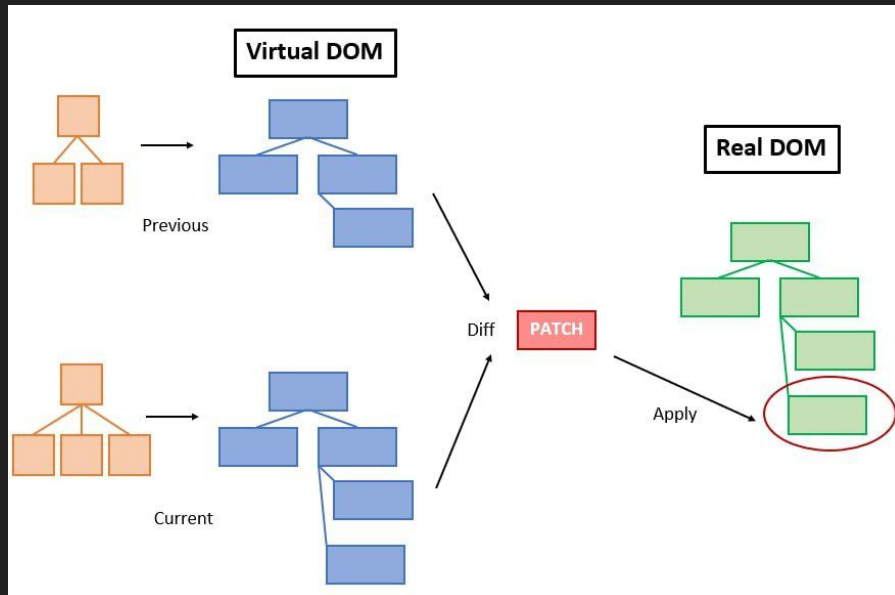 Virtual DOM
Real DOM
Previous
Diff
PATCH
Apply
Current